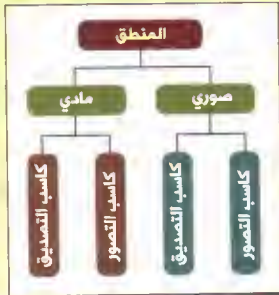 المنطق
صوري
مادي
كاسب التصور
كاسب التصديق
كاسب التصور
كاسب التصديق